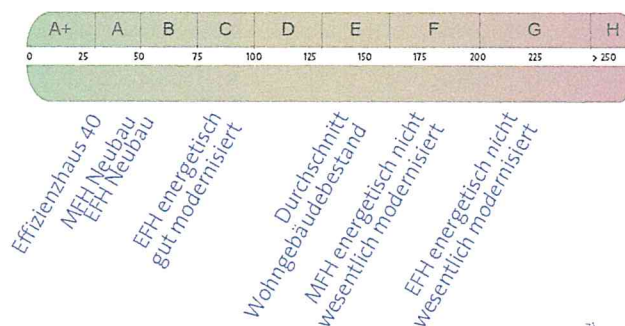 A+ A B C D E F G H
0 25 50 75 100 125 150 175 200 225 > 250
Effizienzhaus 40
MFH Neubau
EFH Neubau
EFH energetisch
gut modernisiert
Durchschnitt
Wohngebäudebestand
MFH energetisch nicht
wesentlich modernisiert
EFH energetisch nicht
wesentlich modernisiert